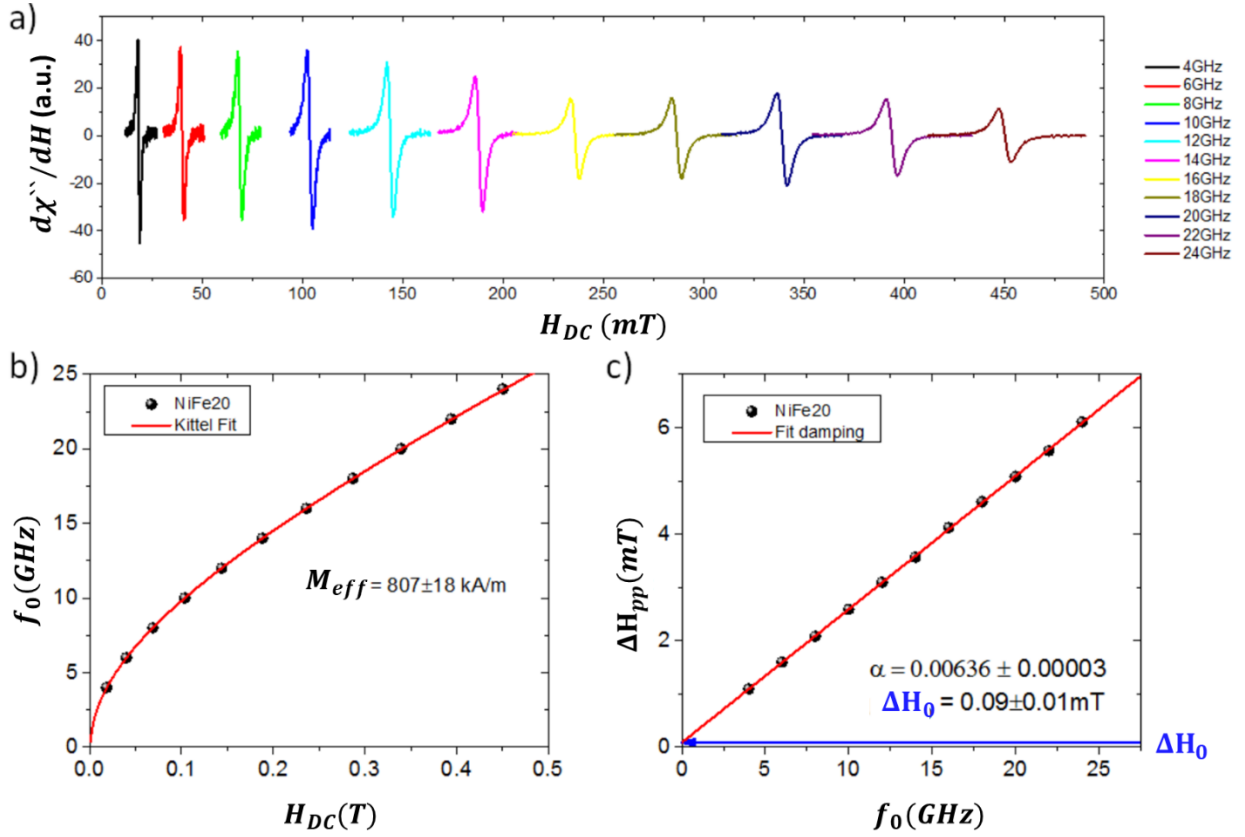 a)
dχ``/dH (a.u.)
40
20
0
-20
-40
-60
0 50 100 150 200 250 300 350 400 450 500
H_DC (mT)
4GHz
6GHz
8GHz
10GHz
12GHz
14GHz
16GHz
18GHz
20GHz
22GHz
24GHz
b)
f_0(GHz)
25
20
15
10
5
0
NiFe20
Kittel Fit
M_eff = 807±18 kA/m
0.0 0.1 0.2 0.3 0.4 0.5
H_DC(T)
c)
ΔH_pp(mT)
6
4
2
0
NiFe20
Fit damping
α = 0.00636 ± 0.00003
ΔH_0 = 0.09±0.01mT
ΔH_0
0 5 10 15 20 25
f_0(GHz)